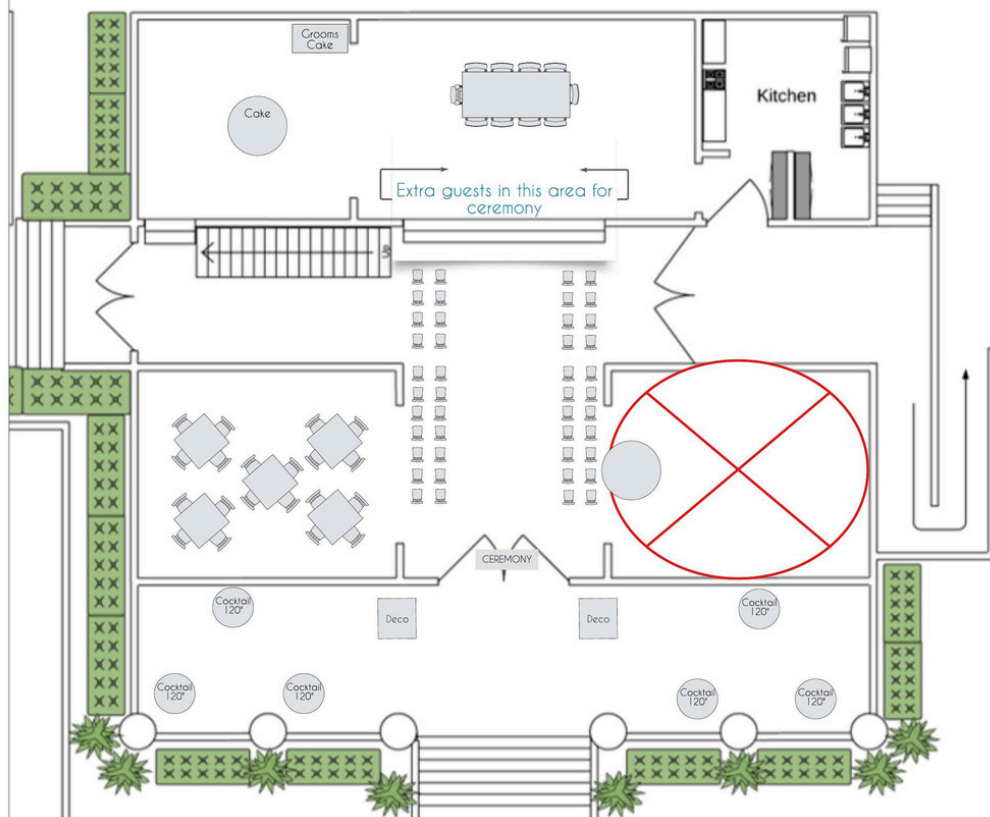 Grooms
Cake
Cake
Kitchen
Extra guests in this area for
ceremony
Up
CEREMONY
Cocktail
120"
Deco
Deco
Cocktail
120"
Cocktail
120"
Cocktail
120"
Cocktail
120"
Cocktail
120"